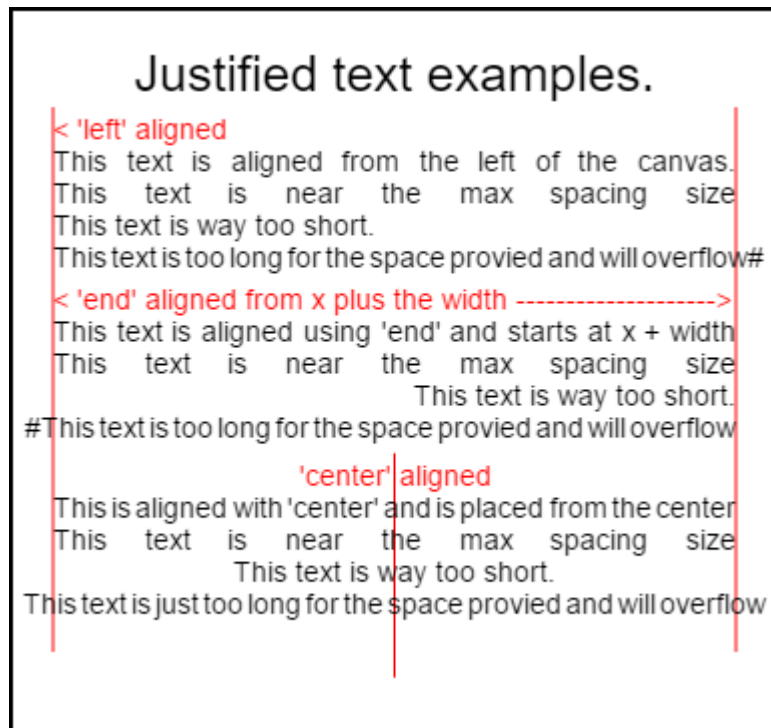 Justified text examples.
< 'left' aligned
This text is aligned from the left of the canvas.
This text is near the max spacing size
This text is way too short.
This text is too long for the space provied and will overflow#
< 'end' aligned from x plus the width -------------------->
This text is aligned using 'end' and starts at x + width
This text is near the max spacing size
This text is way too short.
#This text is too long for the space provied and will overflow
'center' aligned
This is aligned with 'center' and is placed from the center
This text is near the max spacing size
This text is way too short.
This text is just too long for the space provied and will overflow